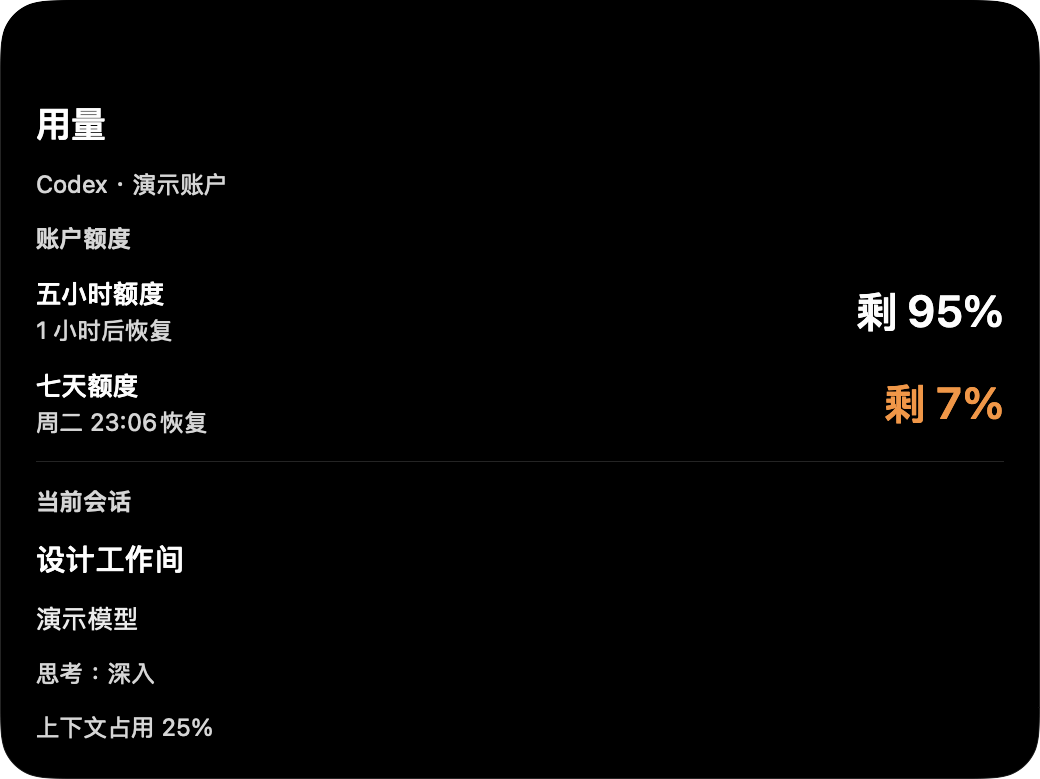 用量
Codex · 演示账户
账户额度
五小时额度
1 小时后恢复
剩 95%
七天额度
周二 23:06 恢复
剩 7%
当前会话
设计工作间
演示模型
思考：深入
上下文占用 25%